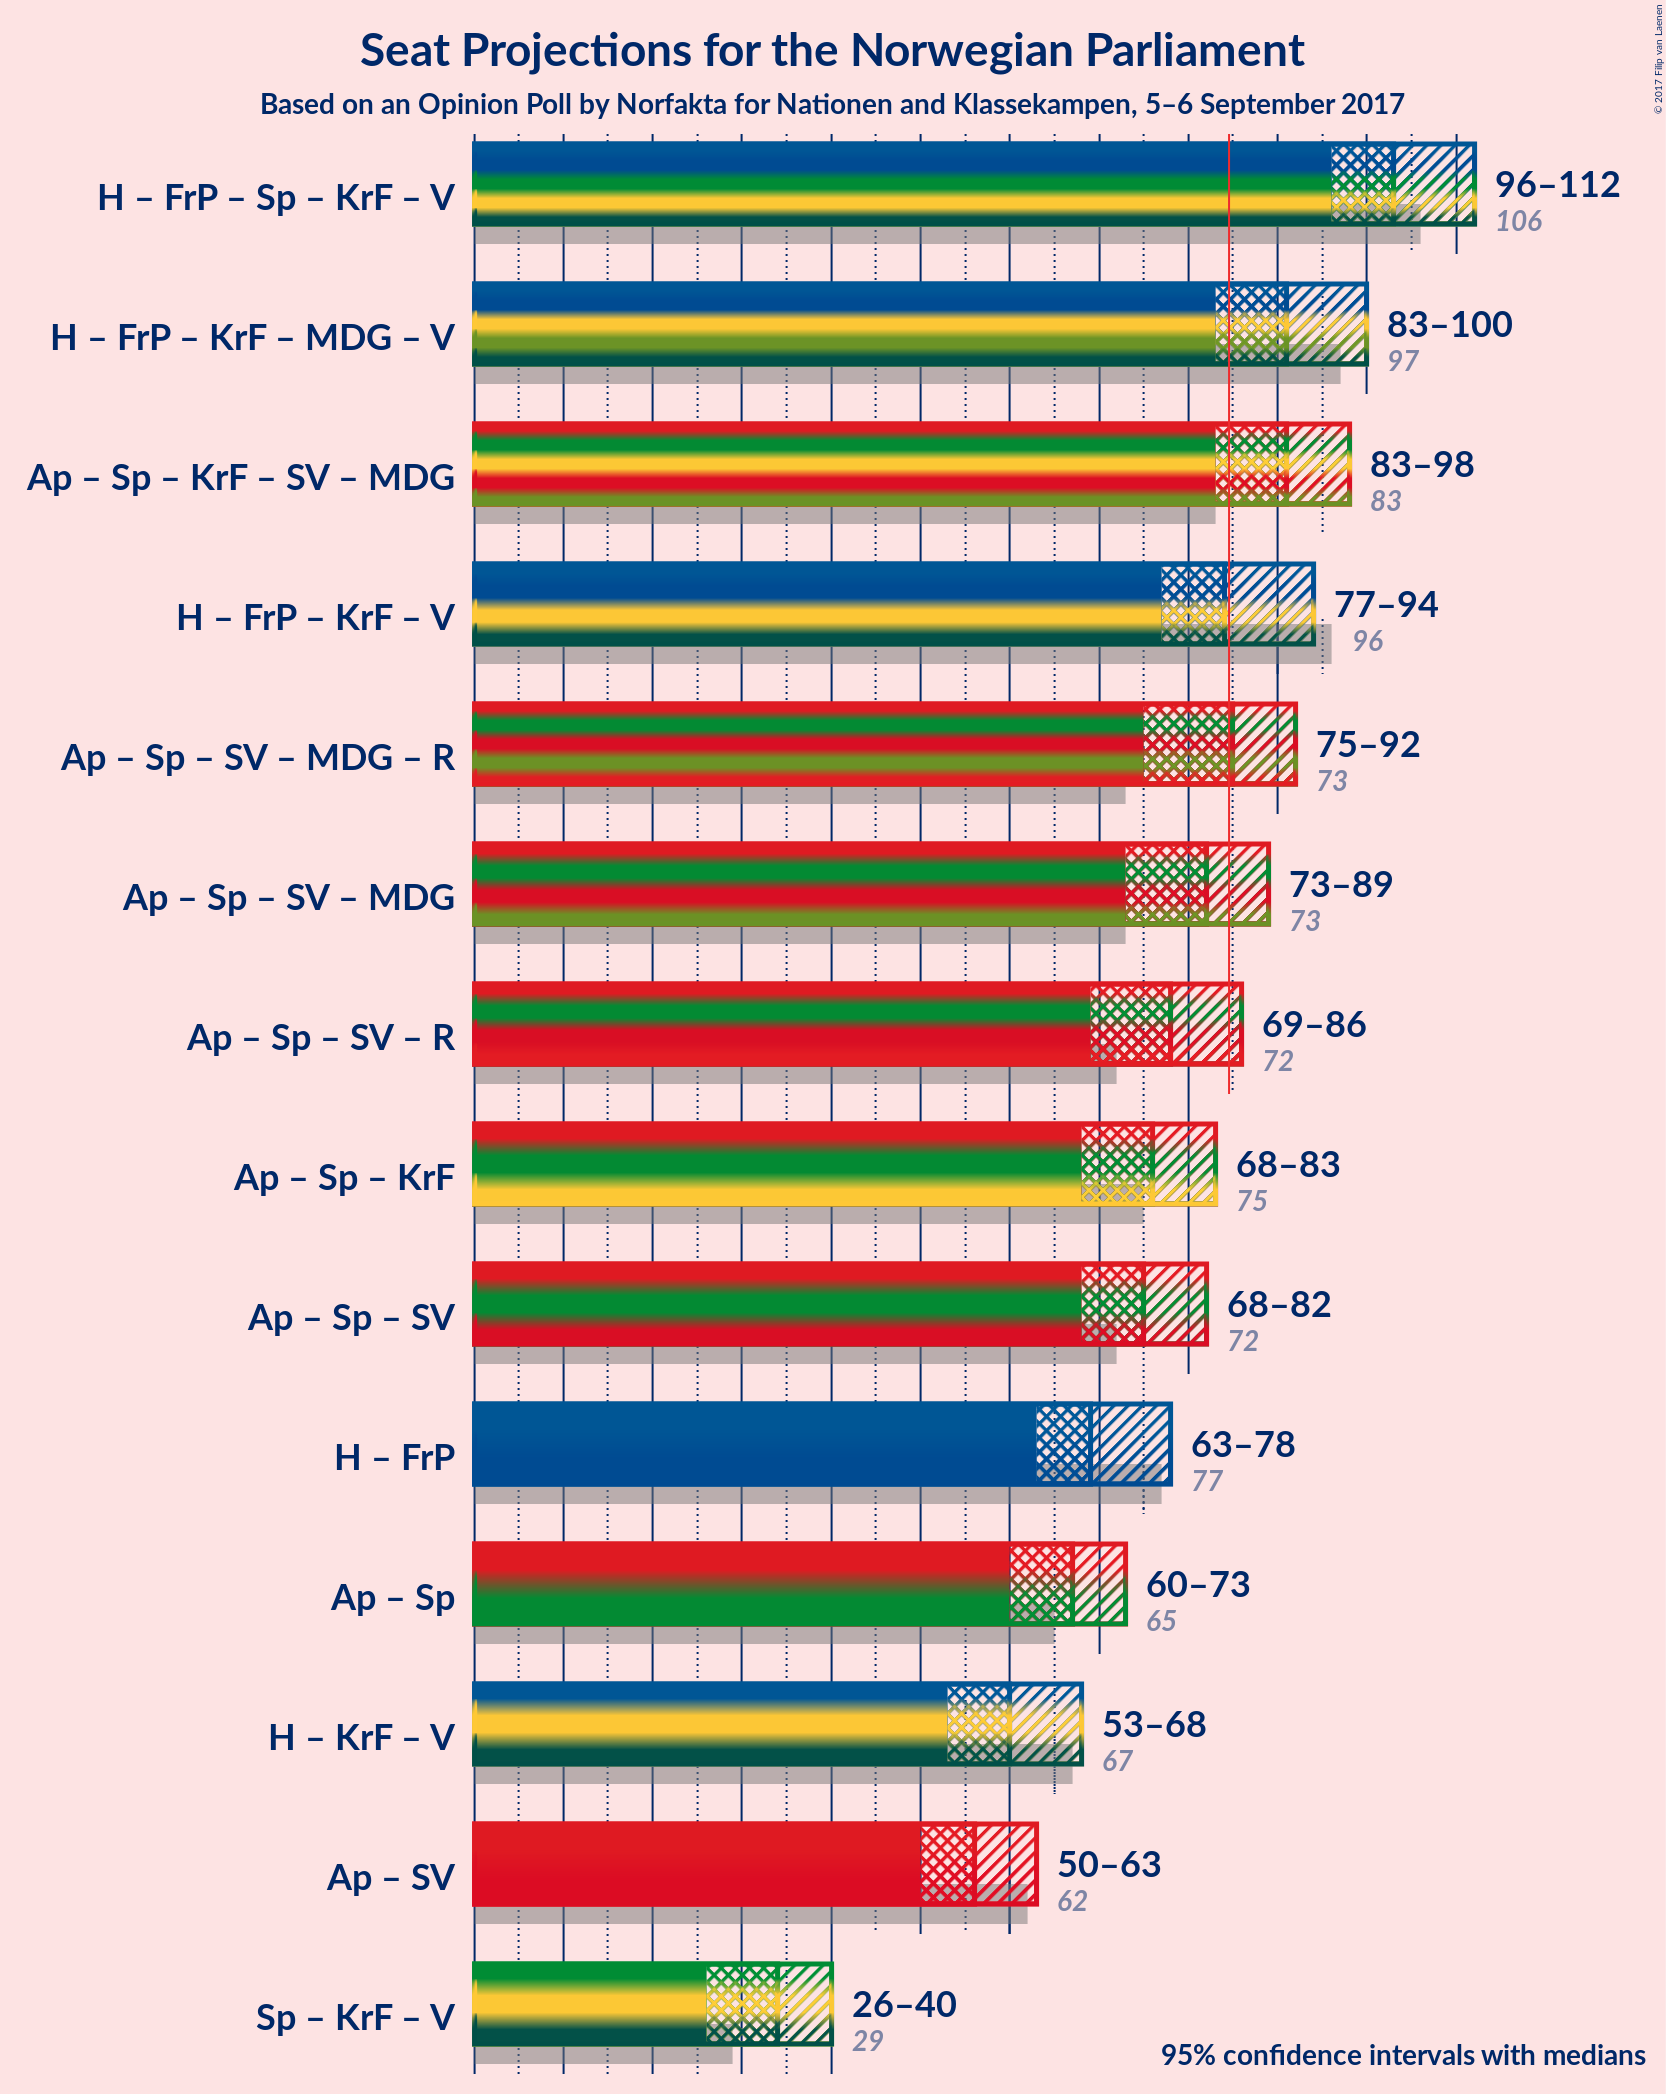 Seat Projections for the Norwegian Parliament
Based on an Opinion Poll by Norfakta for Nationen and Klassekampen, 5–6 September 2017
© 2017 Filip van Laenen
H – FrP – Sp – KrF – V
96–112
106
H – FrP – KrF – MDG – V
83–100
97
Ap – Sp – KrF – SV – MDG
83–98
83
H – FrP – KrF – V
77–94
96
Ap – Sp – SV – MDG – R
75–92
73
Ap – Sp – SV – MDG
73–89
73
Ap – Sp – SV – R
69–86
72
Ap – Sp – KrF
68–83
75
Ap – Sp – SV
68–82
72
H – FrP
63–78
77
Ap – Sp
60–73
65
H – KrF – V
53–68
67
Ap – SV
50–63
62
Sp – KrF – V
26–40
29
95% confidence intervals with medians